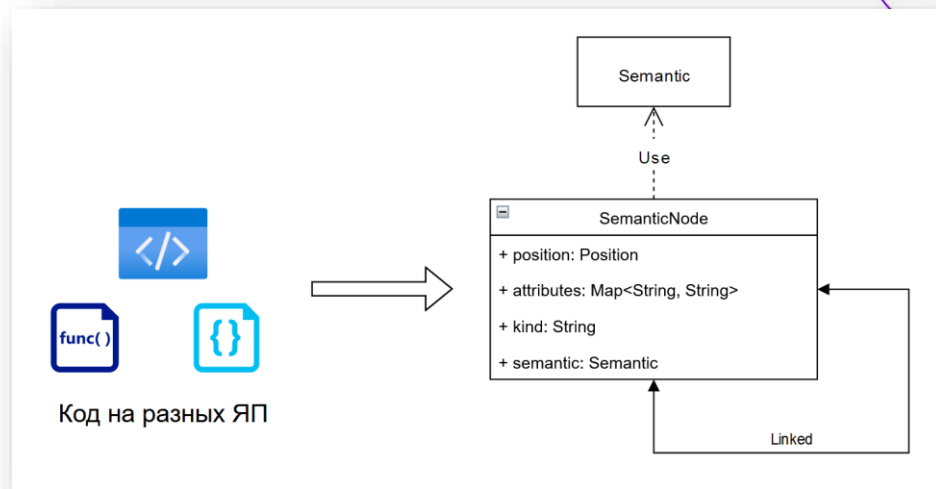 Semantic
Use
SemanticNode
+ position: Position
+ attributes: Map<String, String>
+ kind: String
+ semantic: Semantic
Linked
</>
func( )
{}
Код на разных ЯП